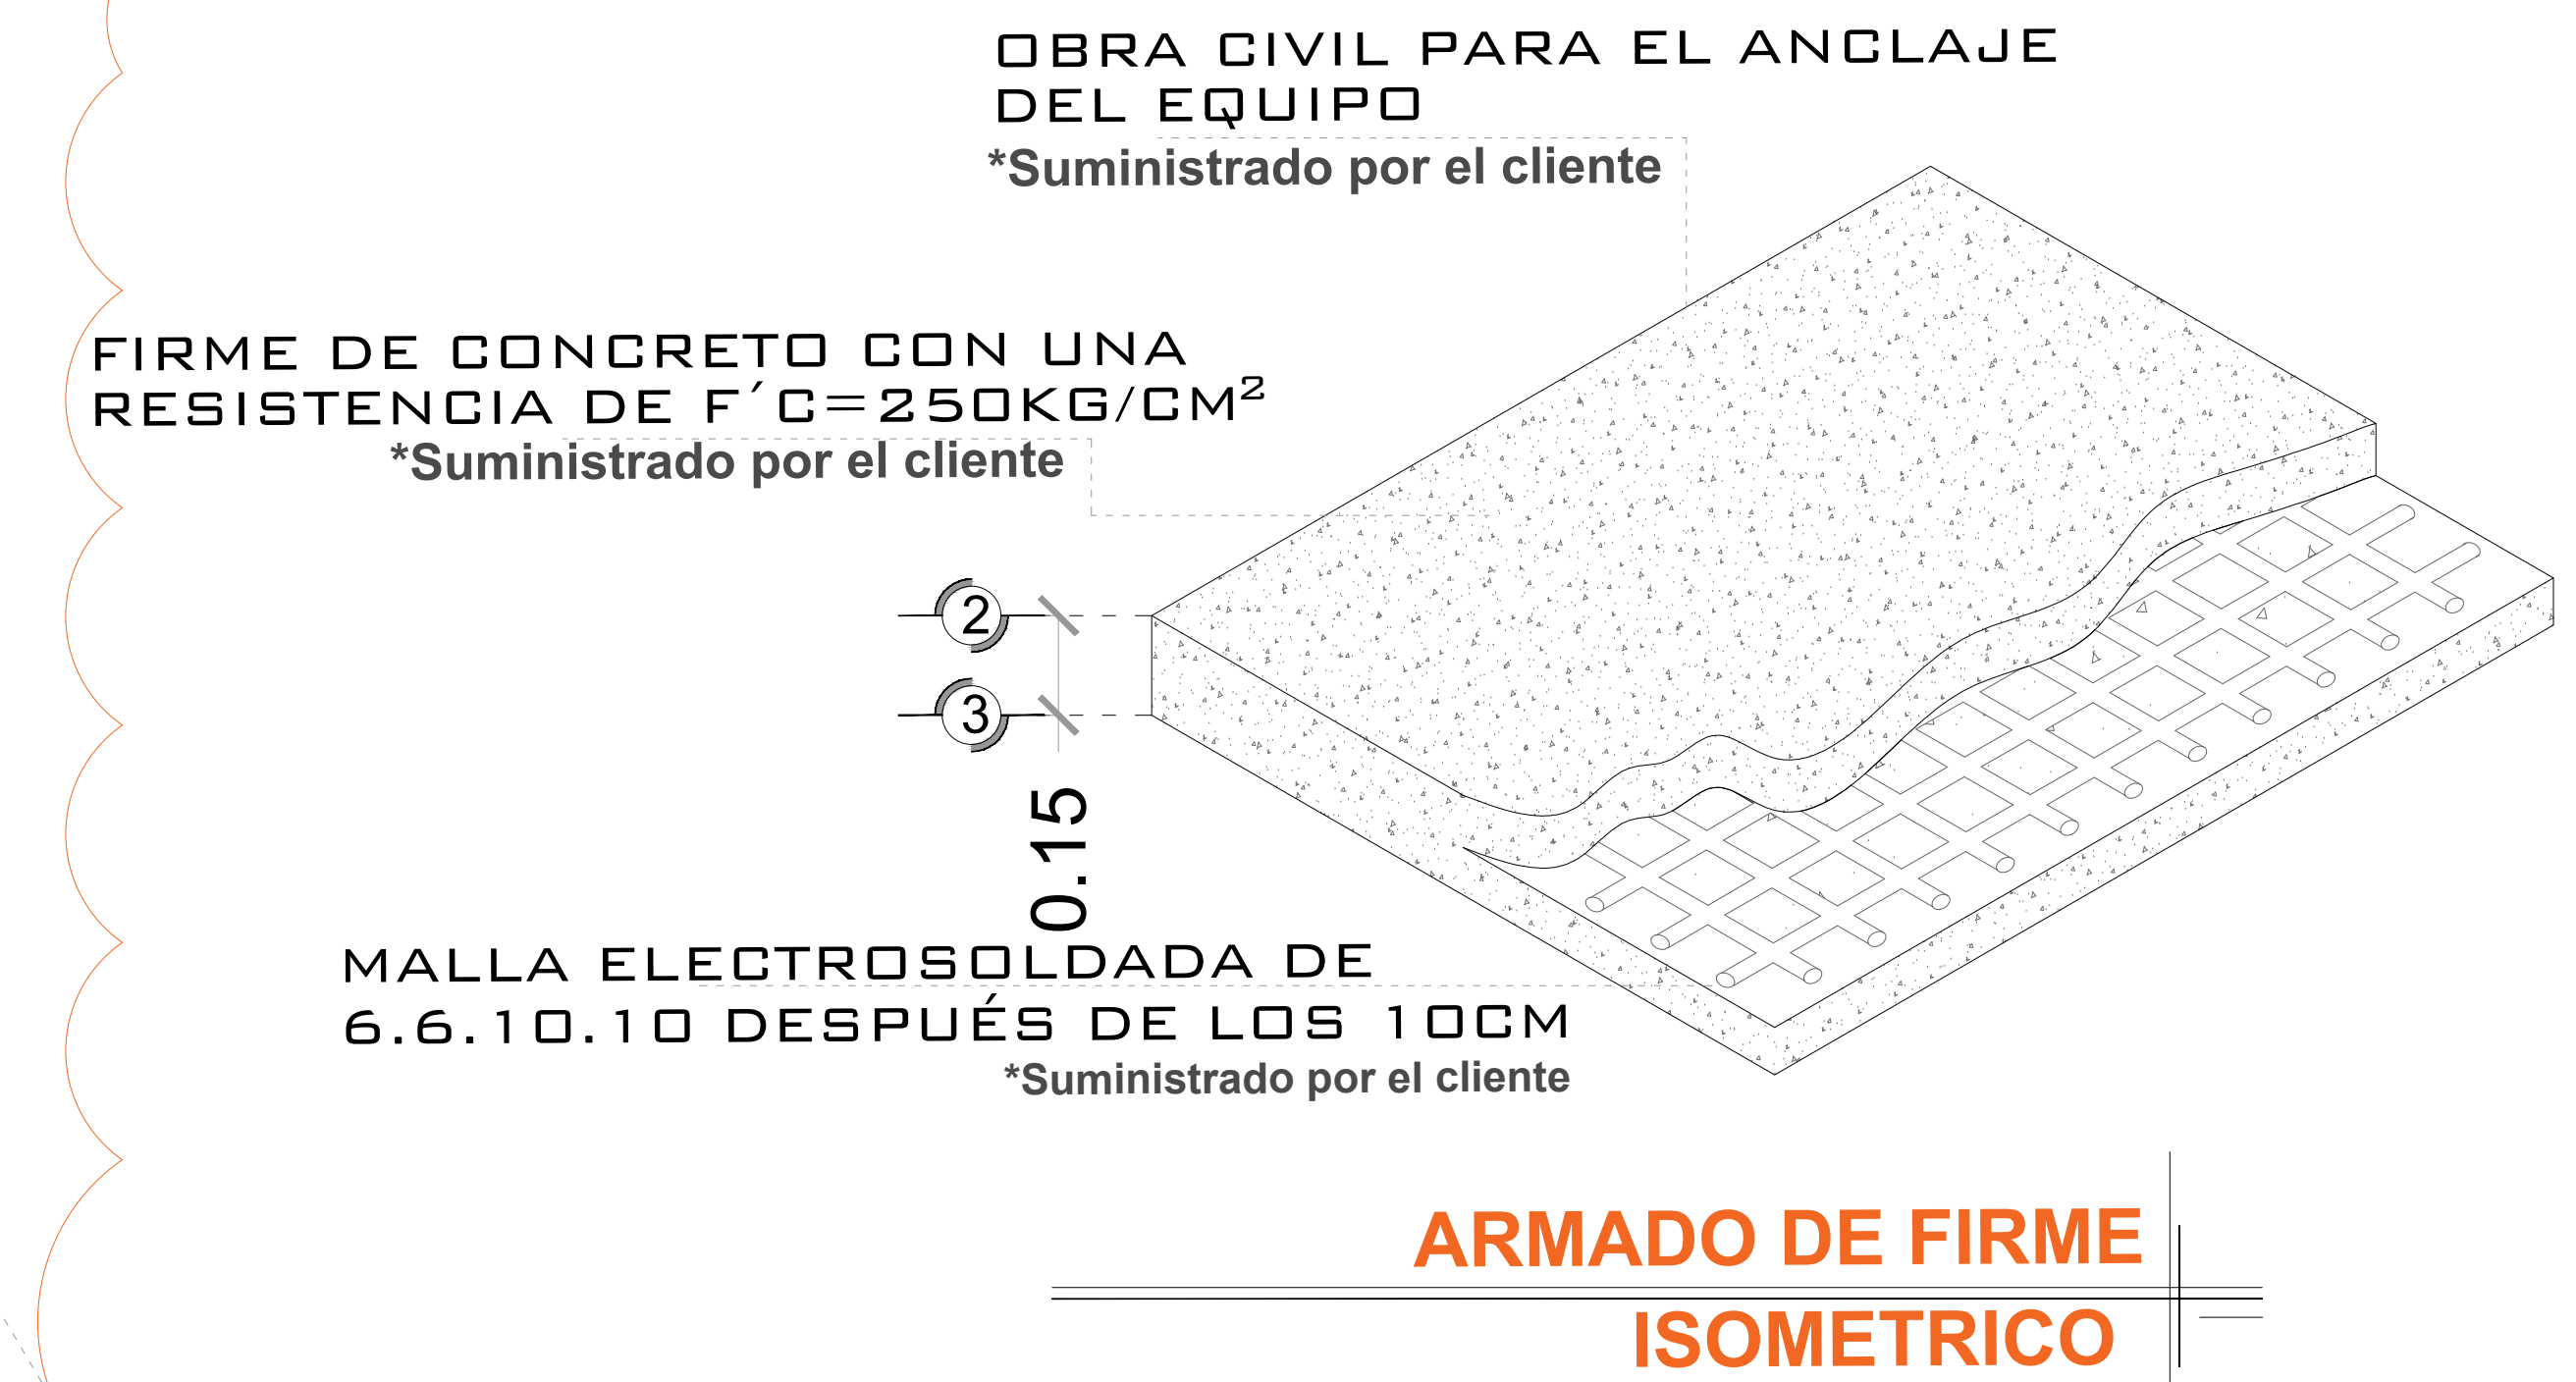 OBRA CIVIL PARA EL ANCLAJE
DEL EQUIPO
*Suministrado por el cliente
FIRME DE CONCRETO CON UNA
RESISTENCIA DE F´C=250KG/CM²
*Suministrado por el cliente
2
3
0.15
MALLA ELECTROSOLDADA DE
6.6.10.10 DESPUÉS DE LOS 10CM
*Suministrado por el cliente
ARMADO DE FIRME
ISOMETRICO